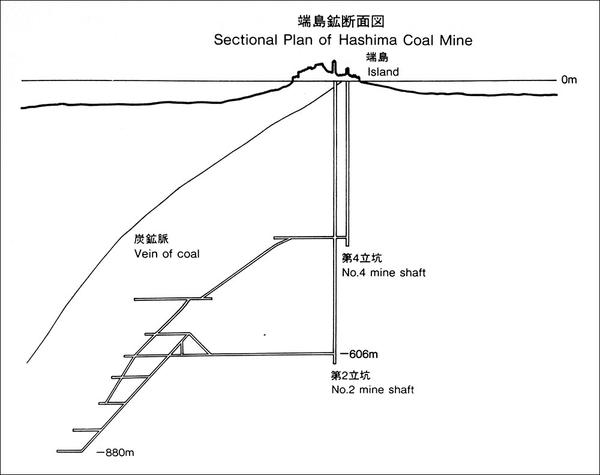 端島鉱断面図
Sectional Plan of Hashima Coal Mine
端島
Island
0m
炭鉱脈
Vein of coal
第4立坑
No.4 mine shaft
−606m
第2立坑
No.2 mine shaft
−880m